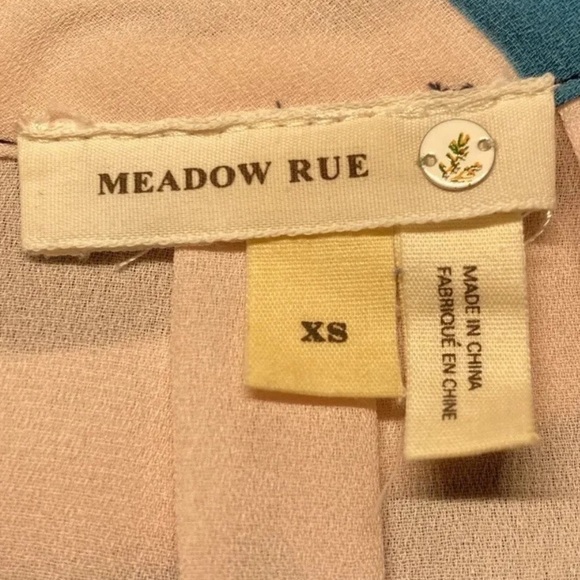 MEADOW RUE
XS
MADE IN CHINA
FABRIQUÉ EN CHINE